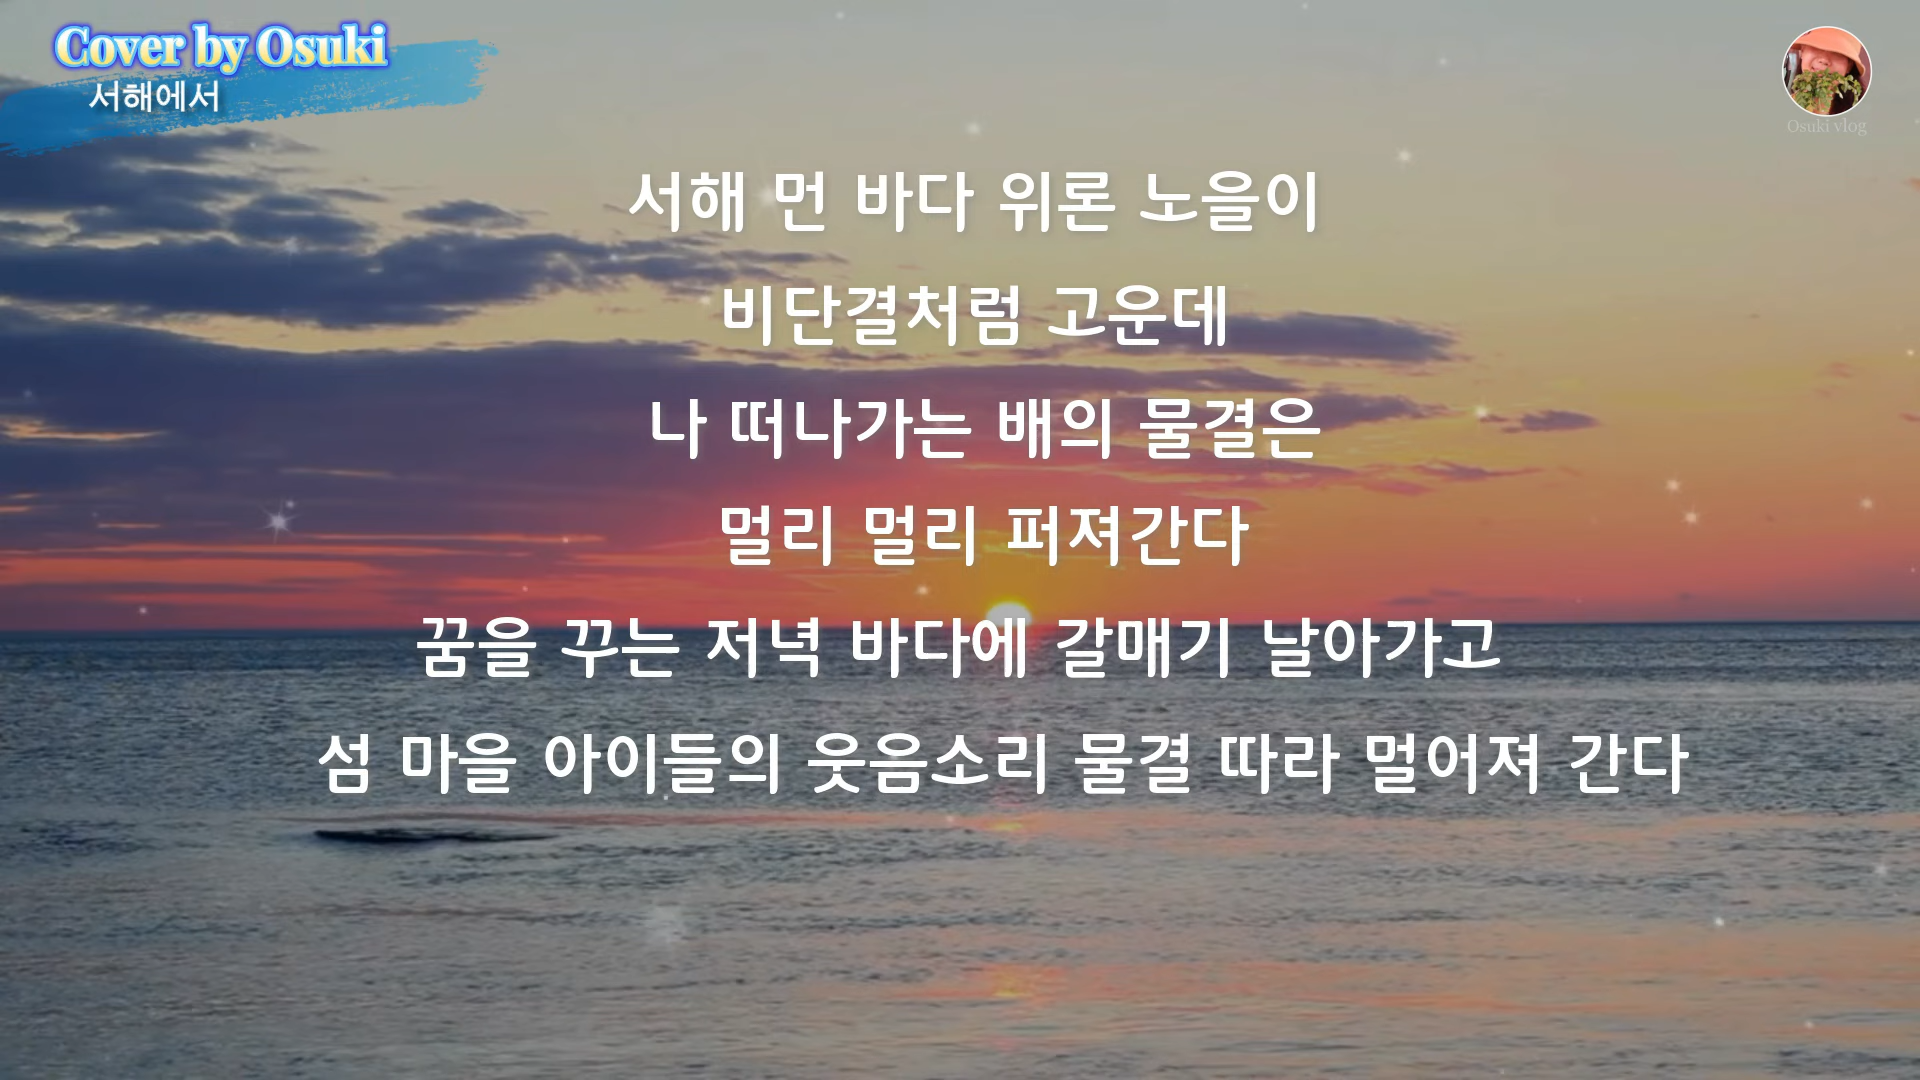 Cover by Osuki
서해에서
Osuki vlog
서해 먼 바다 위론 노을이
비단결처럼 고운데
나 떠나가는 배의 물결은
멀리 멀리 퍼져간다
꿈을 꾸는 저녁 바다에 갈매기 날아가고
섬 마을 아이들의 웃음소리 물결 따라 멀어져 간다